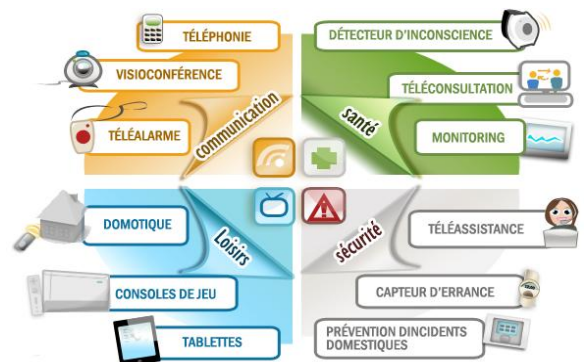 TÉLÉPHONIE
VISIOCONFÉRENCE
TÉLÉALARME
communication
DÉTECTEUR D'INCONSCIENCE
TÉLÉCONSULTATION
MONITORING
santé
DOMOTIQUE
CONSOLES DE JEU
TABLETTES
Loisirs
TÉLÉASSISTANCE
CAPTEUR D'ERRANCE
PRÉVENTION DINCIDENTS
DOMESTIQUES
sécurité